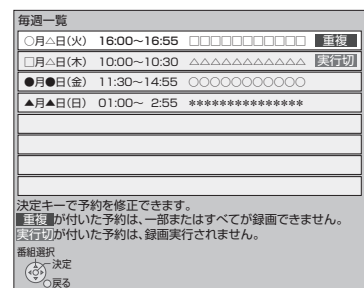 毎週一覧
○月△日(火) 16:00～16:55 □□□□□□□□□□□ 重複
□月△日(木) 10:00～10:30 △△△△△△△△△△△ 実行切
●月●日(金) 11:30～14:55 ○○○○○○○○○○○
▲月▲日(日) 01:00～ 2:55 ***************
決定キーで予約を修正できます。
重複 が付いた予約は、一部またはすべてが録画できません。
実行切が付いた予約は、録画実行されません。
番組選択
決定
戻る